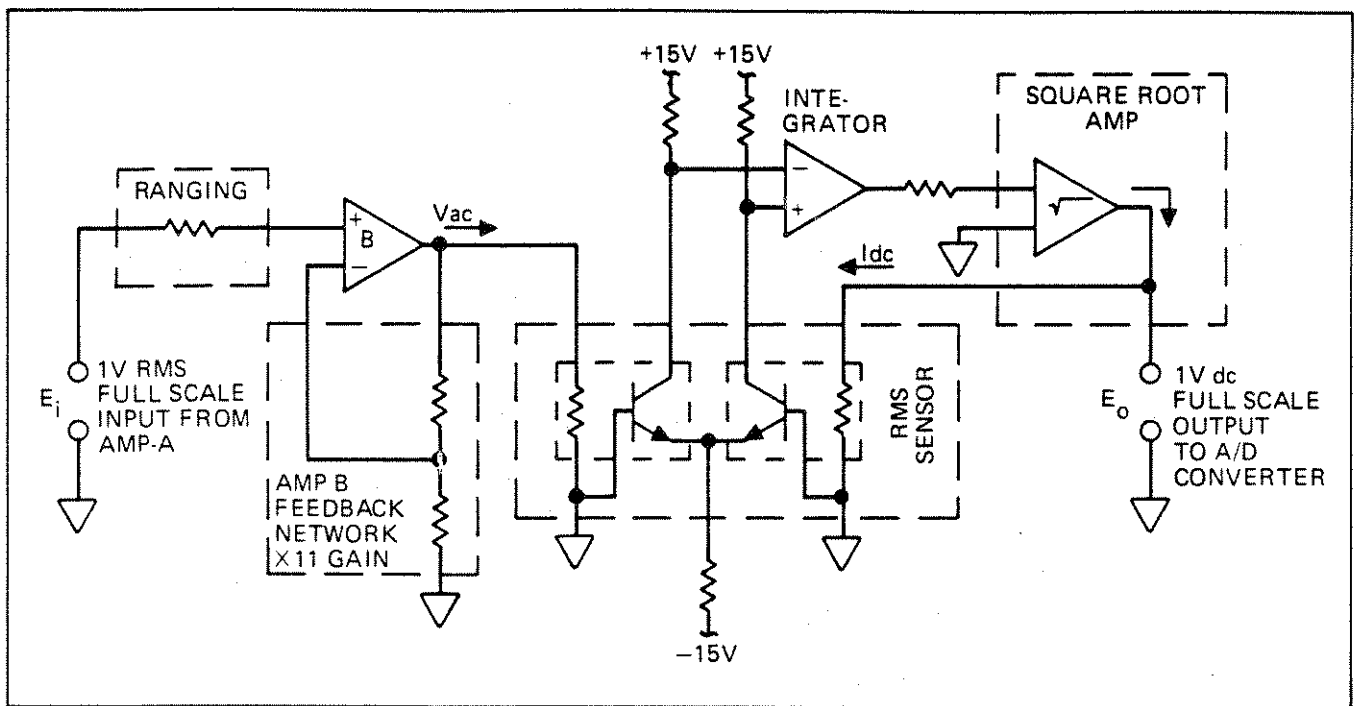 +15V +15V
INTE-
GRATOR
SQUARE ROOT
AMP
RANGING
+
B
−
Vac
−
+
√
Idc
Ei
1V RMS
FULL SCALE
INPUT FROM
AMP-A
AMP B
FEEDBACK
NETWORK
X11 GAIN
RMS
SENSOR
Eo
1V dc
FULL SCALE
OUTPUT
TO A/D
CONVERTER
−15V